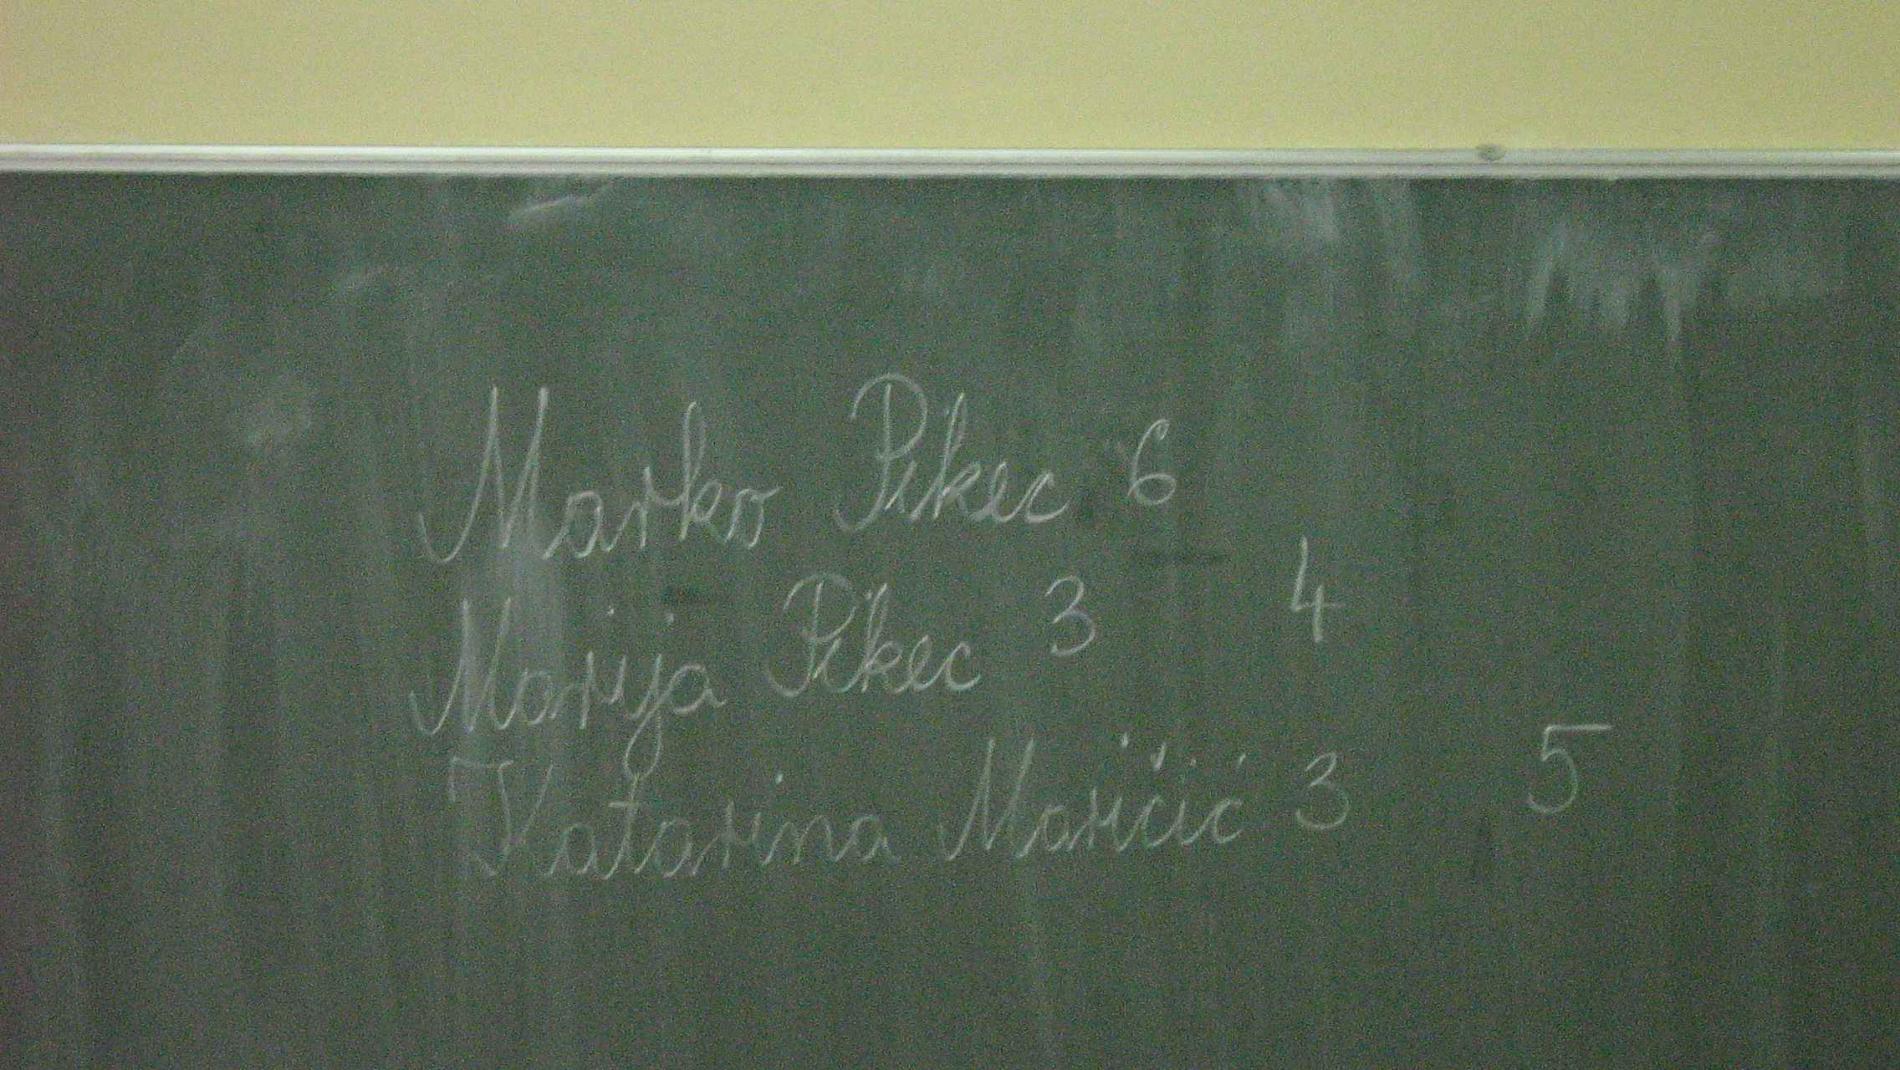 Marko Pikec 6
Marija Pikec 3 4
Katarina Maričić 3 5